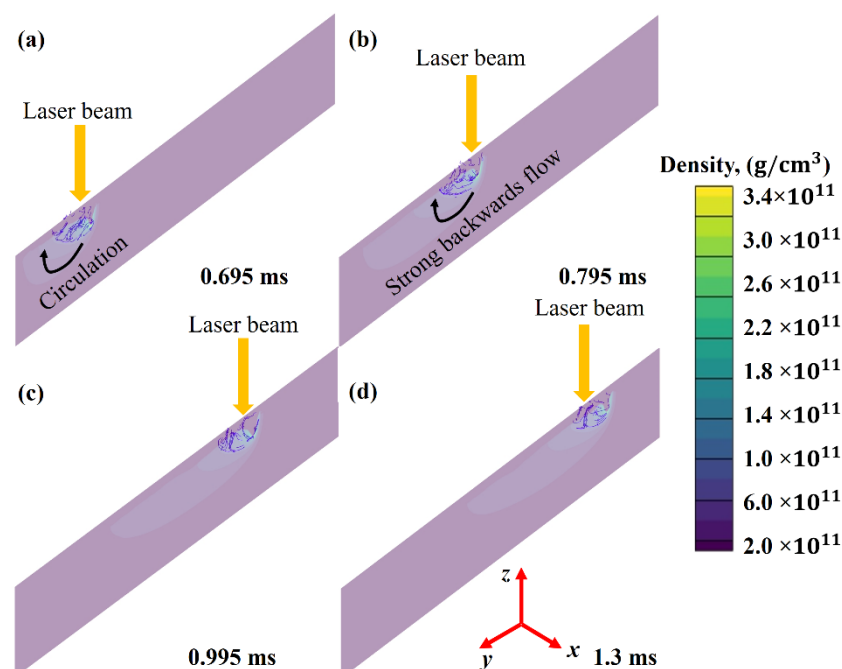 (a)
Laser beam
Circulation
0.695 ms
(b)
Laser beam
Strong backwards flow
0.795 ms
(c)
Laser beam
0.995 ms
(d)
Laser beam
1.3 ms
z
y
x
Density, (g/cm³)
3.4×10¹¹
3.0 ×10¹¹
2.6 ×10¹¹
2.2 ×10¹¹
1.8 ×10¹¹
1.4 ×10¹¹
1.0 ×10¹¹
6.0 ×10¹¹
2.0 ×10¹¹